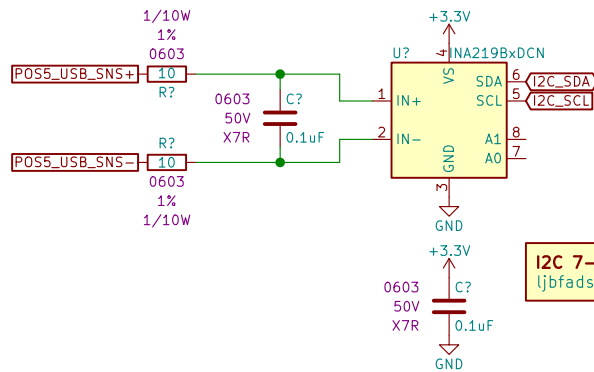 1/10W
1%
0603
POS5_USB_SNS+
10
R?
0603
50V
X7R
C?
0.1uF
R?
POS5_USB_SNS-
10
0603
1%
1/10W
+3.3V
U?
INA219BxDCN
4
VS
1
IN+
2
IN-
SDA
6
I2C_SDA
SCL
5
I2C_SCL
A1
8
A0
7
GND
3
GND
+3.3V
0603
50V
X7R
C?
0.1uF
GND
I2C 7-
ljbfads